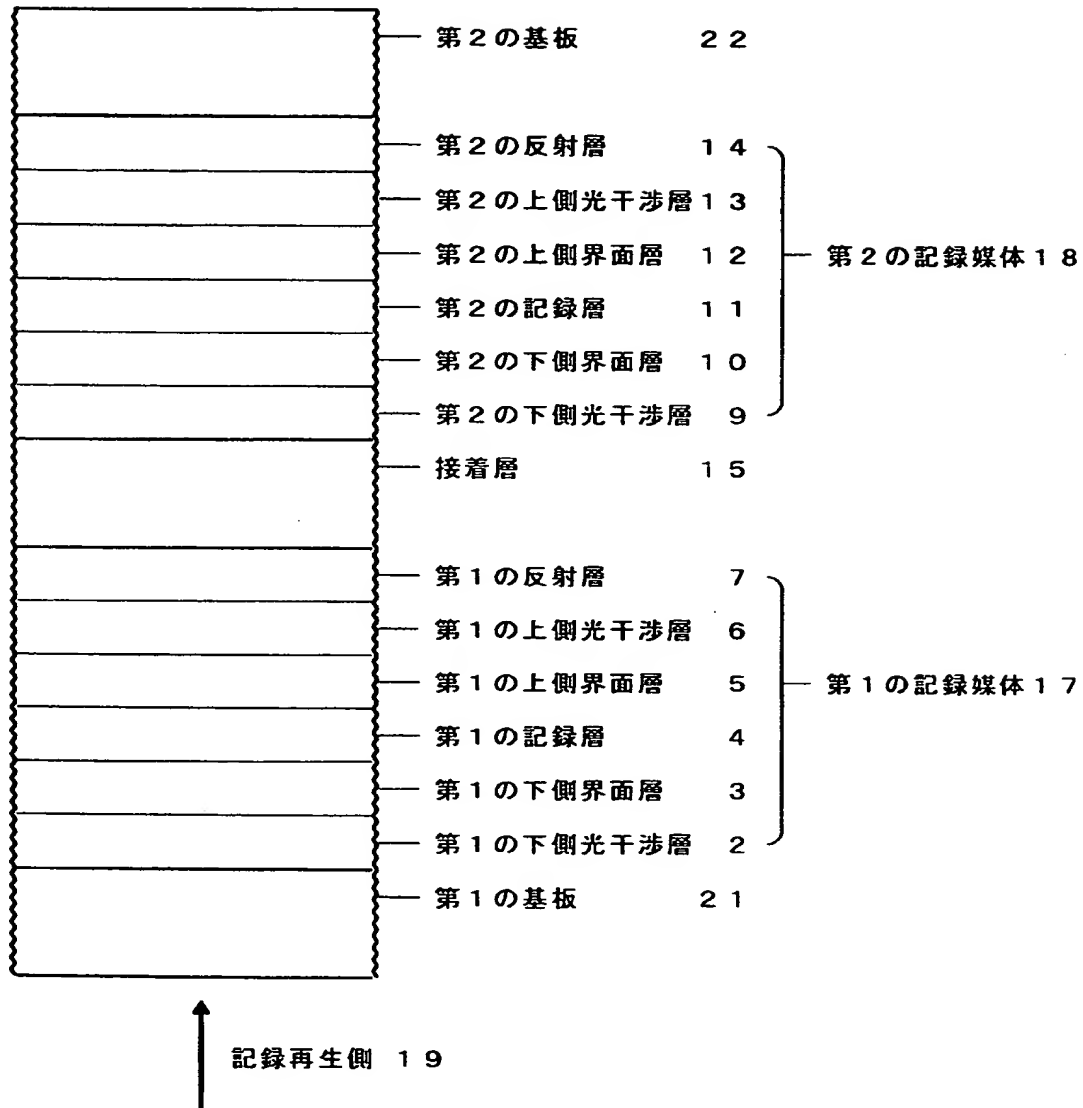 第２の基板 ２２
第２の反射層 １４
第２の上側光干渉層１３
第２の上側界面層 １２
第２の記録媒体１８
第２の記録層 １１
第２の下側界面層 １０
第２の下側光干渉層 ９
接着層 １５
第１の反射層 ７
第１の上側光干渉層 ６
第１の上側界面層 ５
第１の記録媒体１７
第１の記録層 ４
第１の下側界面層 ３
第１の下側光干渉層 ２
第１の基板 ２１
記録再生側 １９